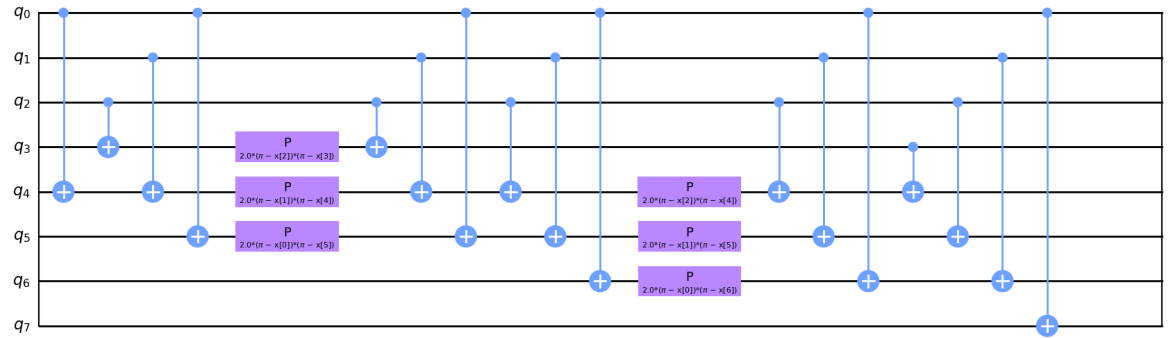 q0
q1
q2
q3
P
2.0*(π − x[2])*(π − x[3])
q4
P
2.0*(π − x[1])*(π − x[4])
P
2.0*(π − x[2])*(π − x[4])
q5
P
2.0*(π − x[0])*(π − x[5])
P
2.0*(π − x[1])*(π − x[5])
q6
P
2.0*(π − x[0])*(π − x[6])
q7